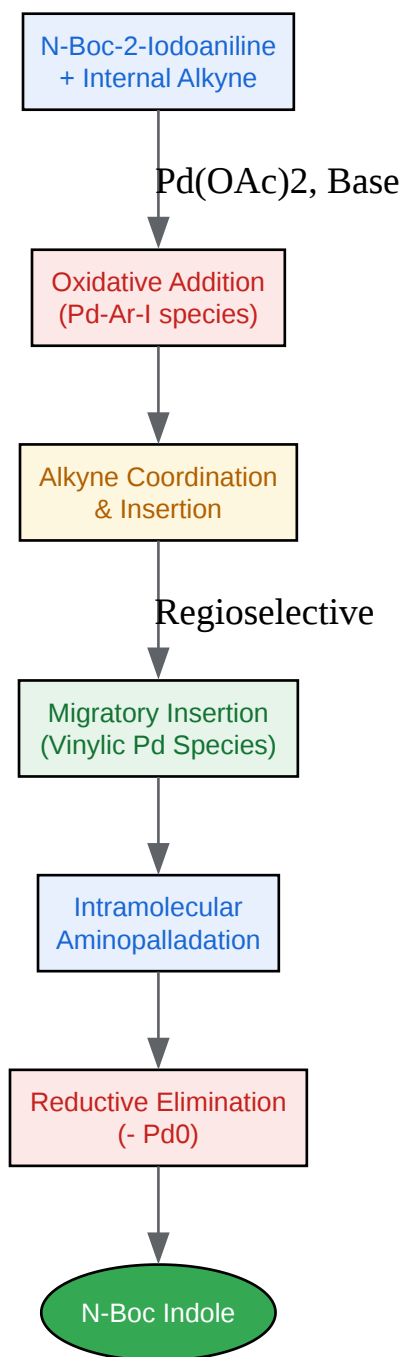 N-Boc-2-Iodoaniline
+ Internal Alkyne
Pd(OAc)2, Base
Oxidative Addition
(Pd-Ar-I species)
Alkyne Coordination
& Insertion
Regioselective
Migratory Insertion
(Vinylic Pd Species)
Intramolecular
Aminopalladation
Reductive Elimination
(- Pd0)
N-Boc Indole